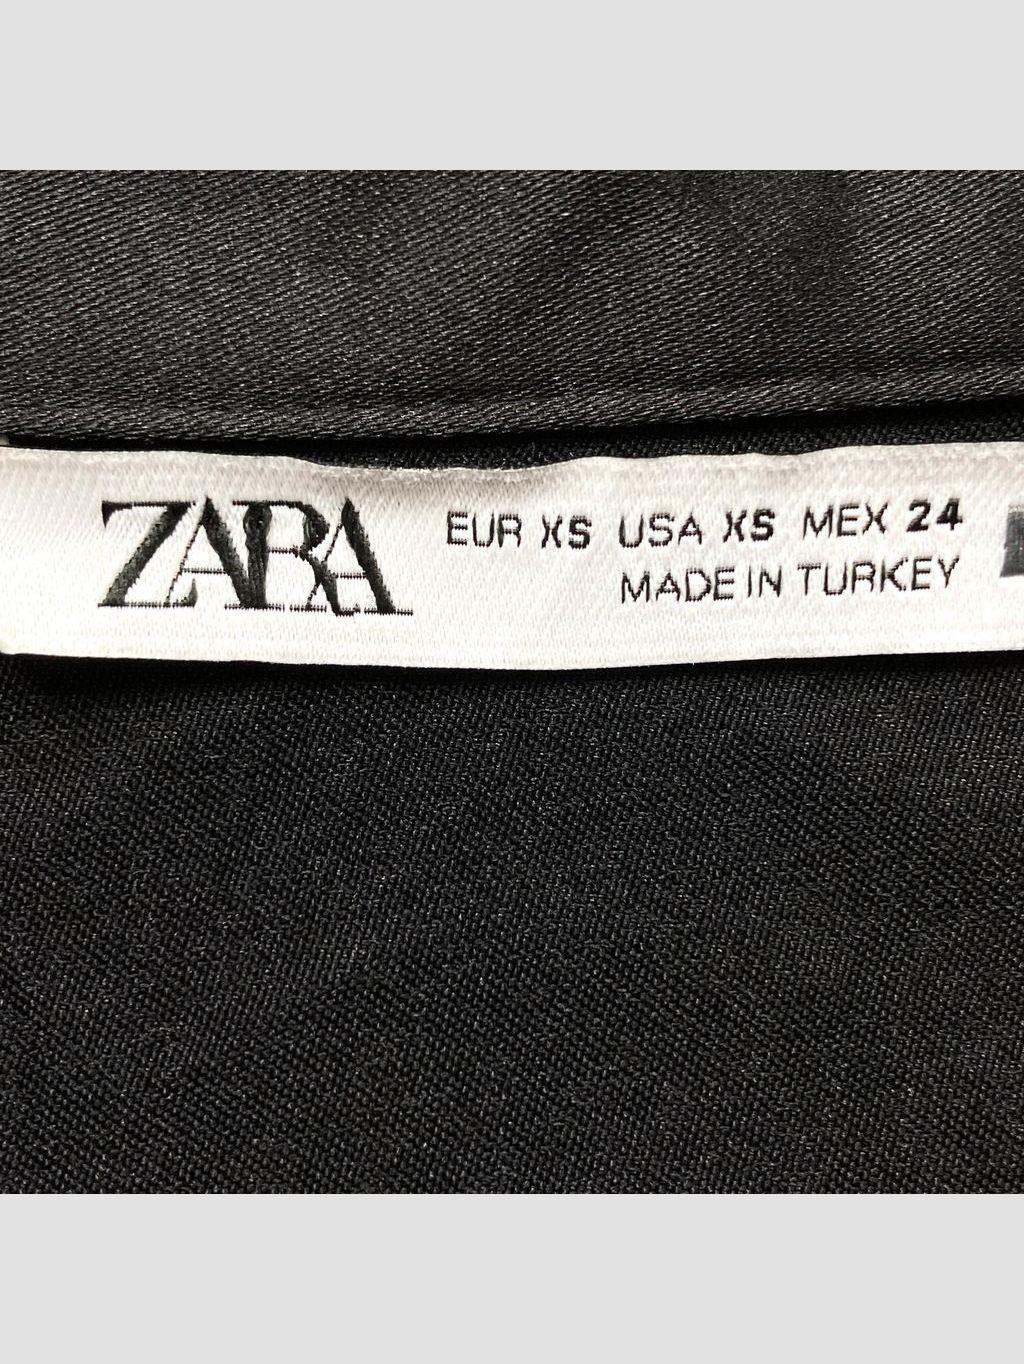 ZARA
EUR XS USA XS MEX 24
MADE IN TURKEY